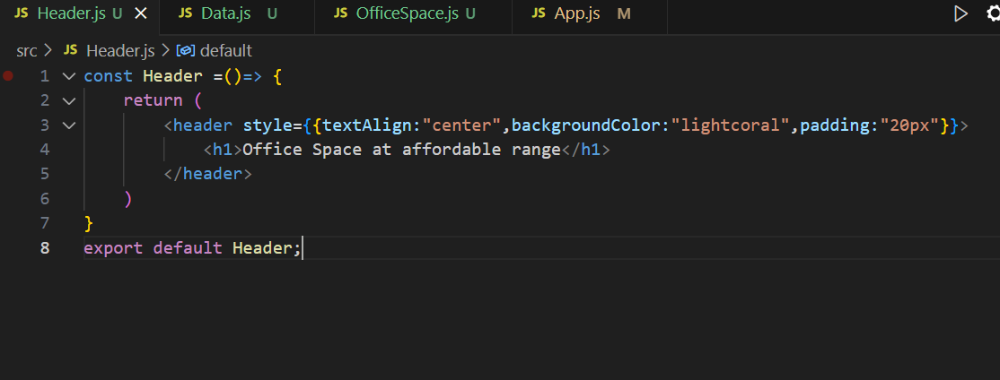 JS Header.js U JS Data.js U JS OfficeSpace.js U JS App.js M
src > JS Header.js > default
1 const Header =()=> {
2     return (
3         <header style={{textAlign:"center",backgroundColor:"lightcoral",padding:"20px"}}>
4             <h1>Office Space at affordable range</h1>
5         </header>
6     )
7 }
8 export default Header;